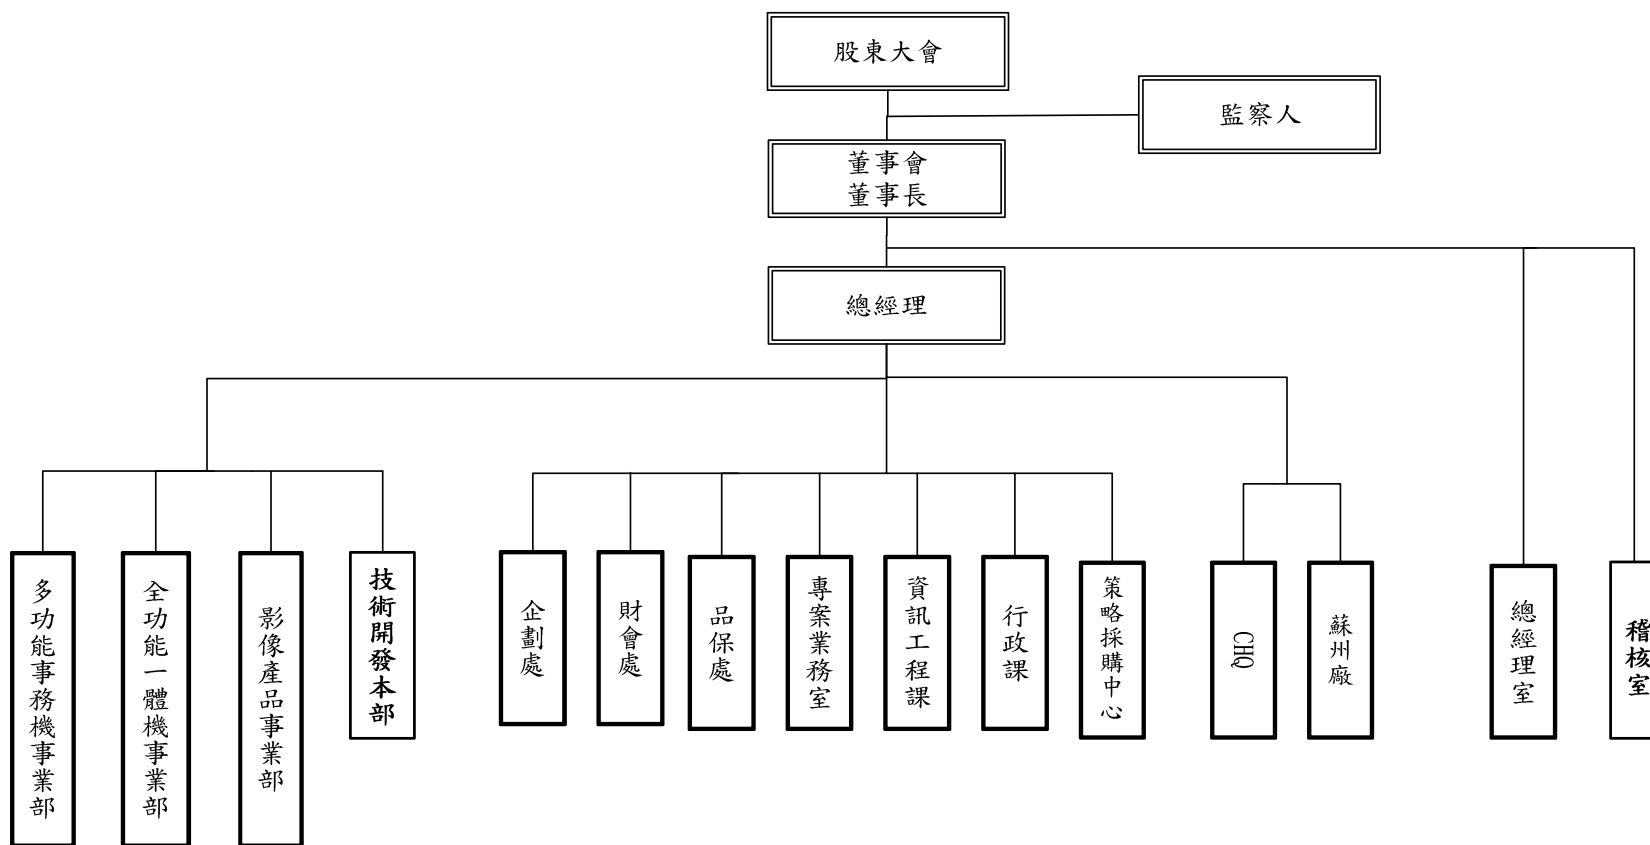 股東大會
監察人
董事會
董事長
總經理
多功能事務機事業部
全功能一體機事業部
影像產品事業部
技術開發本部
企劃處
財會處
品保處
專案業務室
資訊工程課
行政課
策略採購中心
CHQ
蘇州廠
總經理室
稽核室